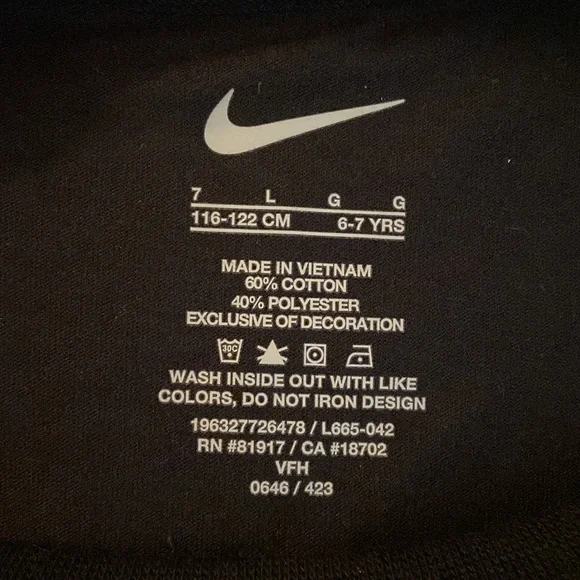 7 L G G
116-122 CM 6-7 YRS
MADE IN VIETNAM
60% COTTON
40% POLYESTER
EXCLUSIVE OF DECORATION
30C
WASH INSIDE OUT WITH LIKE
COLORS, DO NOT IRON DESIGN
196327726478 / L665-042
RN #81917 / CA #18702
VFH
0646 / 423